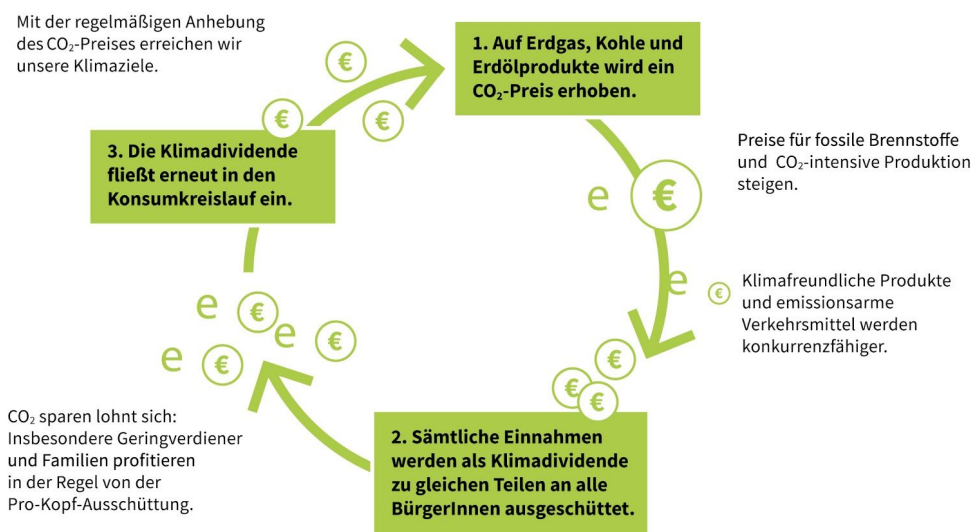 Mit der regelmäßigen Anhebung
des CO₂-Preises erreichen wir
unsere Klimaziele.
1. Auf Erdgas, Kohle und
Erdölprodukte wird ein
CO₂-Preis erhoben.
€
€
€
3. Die Klimadividende
fließt erneut in den
Konsumkreislauf ein.
Preise für fossile Brennstoffe
und CO₂-intensive Produktion
steigen.
e €
e €
Klimafreundliche Produkte
und emissionsarme
Verkehrsmittel werden
konkurrenzfähiger.
e €
e €
e €
€
€ €
CO₂ sparen lohnt sich:
Insbesondere Geringverdiener
und Familien profitieren
in der Regel von der
Pro-Kopf-Ausschüttung.
2. Sämtliche Einnahmen
werden als Klimadividende
zu gleichen Teilen an alle
BürgerInnen ausgeschüttet.